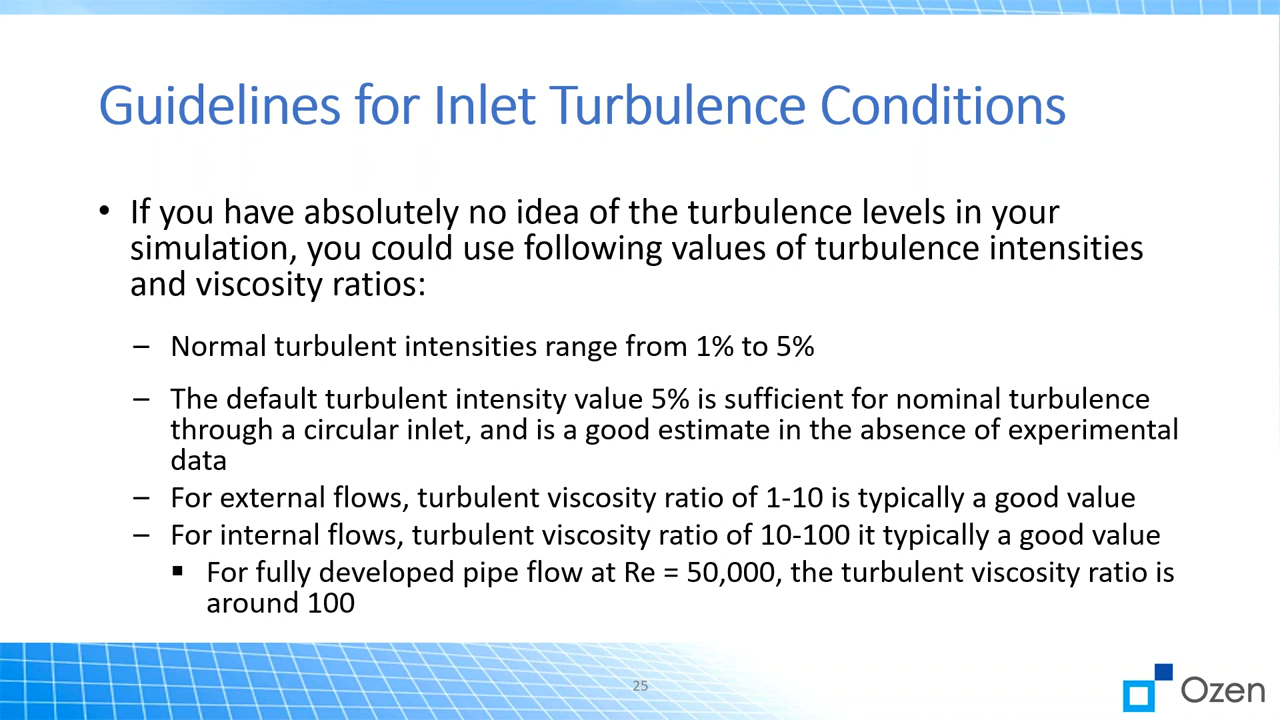 Guidelines for Inlet Turbulence Conditions
• If you have absolutely no idea of the turbulence levels in your
simulation, you could use following values of turbulence intensities
and viscosity ratios:
– Normal turbulent intensities range from 1% to 5%
– The default turbulent intensity value 5% is sufficient for nominal turbulence
through a circular inlet, and is a good estimate in the absence of experimental
data
– For external flows, turbulent viscosity ratio of 1-10 is typically a good value
– For internal flows, turbulent viscosity ratio of 10-100 it typically a good value
▪ For fully developed pipe flow at Re = 50,000, the turbulent viscosity ratio is
around 100
25
Ozen